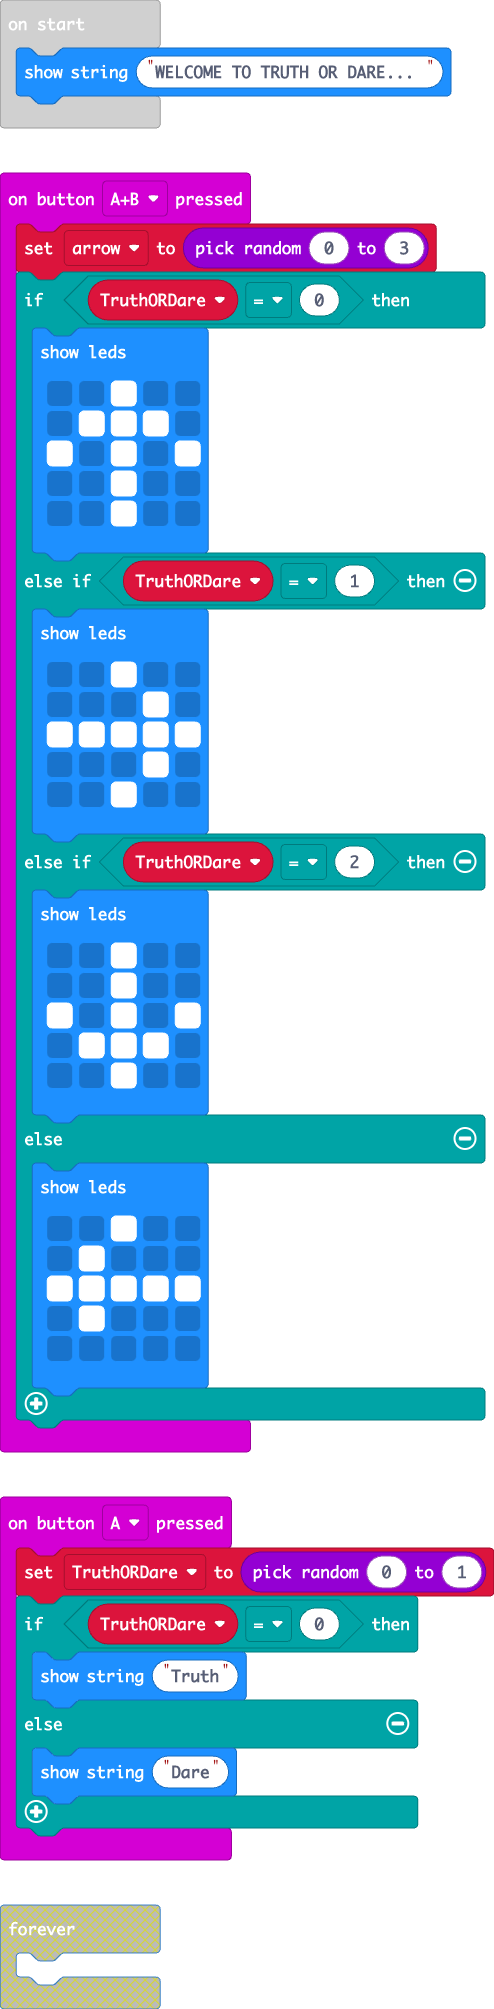 on start
show string "WELCOME TO TRUTH OR DARE... "
on button A+B pressed
set arrow to pick random 0 to 3
if TruthORDare = 0 then
show leds
else if TruthORDare = 1 then
show leds
else if TruthORDare = 2 then
show leds
else
show leds
on button A pressed
set TruthORDare to pick random 0 to 1
if TruthORDare = 0 then
show string "Truth"
else
show string "Dare"
forever